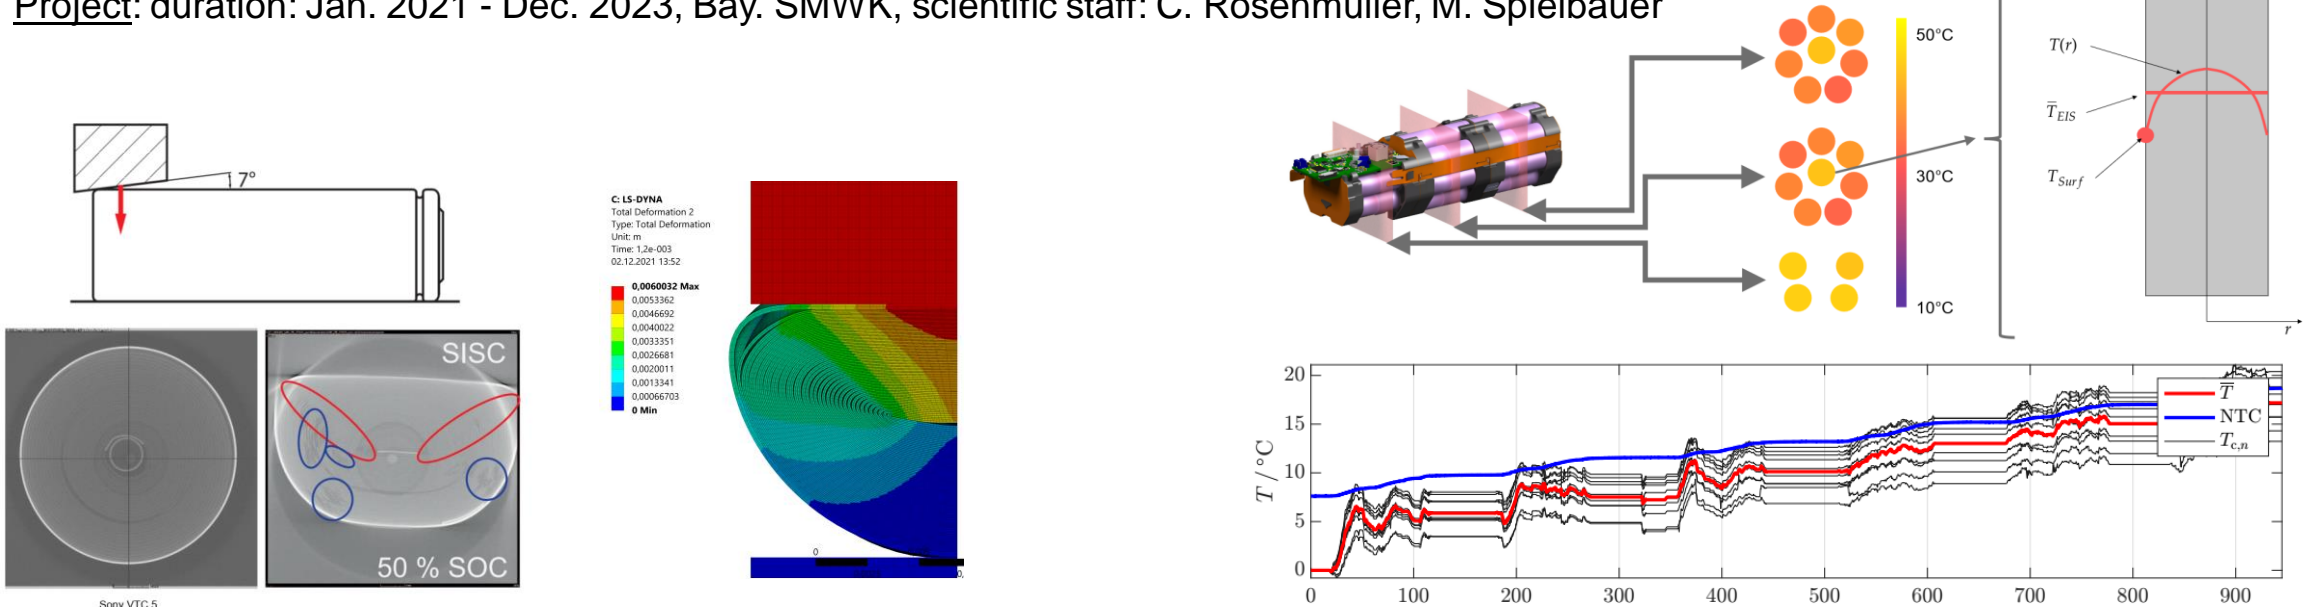 Project: duration: Jan. 2021 - Dec. 2023, Bay. SMWK, scientific staff: C. Rosenmüller, M. Spielbauer
7°
SISC
50 % SOC
Sony VTC 5
C: LS-DYNA
Total Deformation 2
Type: Total Deformation
Unit: m
Time: 1,2e-003
02.12.2021 13:52
0,0060032 Max
0,0053362
0,0046692
0,0040022
0,0033351
0,0026681
0,0020011
0,0013341
0,00066703
0 Min
0
0,
50°C
30°C
10°C
T(r)
T̅EIS
TSurf
r
T / °C
20
15
10
5
0
0 100 200 300 400 500 600 700 800 900
T̅
NTC
Tc,n